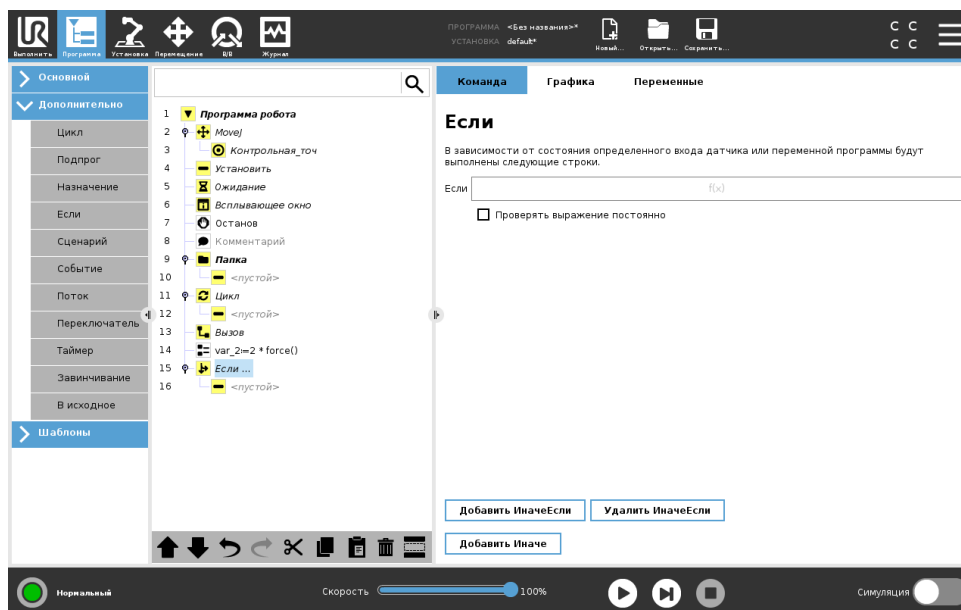 ПРОГРАММА <Без названия>*
УСТАНОВКА default*
Выполнить
Программа
Установка
Перемещение
В/В
Журнал
Новый...
Открыть...
Сохранить...
C C
C C
Основной
Дополнительно
Цикл
Подпрог
Назначение
Если
Сценарий
Событие
Поток
Переключатель
Таймер
Завинчивание
В исходное
Шаблоны
1 Программа робота
2 MoveJ
3 Контрольная_точ
4 Установить
5 Ожидание
6 Всплывающее окно
7 Останов
8 Комментарий
9 Папка
10 <пустой>
11 Цикл
12 <пустой>
13 Вызов
14 var_2≔2 * force()
15 Если ...
16 <пустой>
Команда
Графика
Переменные
Если
В зависимости от состояния определенного входа датчика или переменной программы будут
выполнены следующие строки.
Если f(x)
Проверять выражение постоянно
Добавить ИначеЕсли
Удалить ИначеЕсли
Добавить Иначе
Нормальный
Скорость 100%
Симуляция